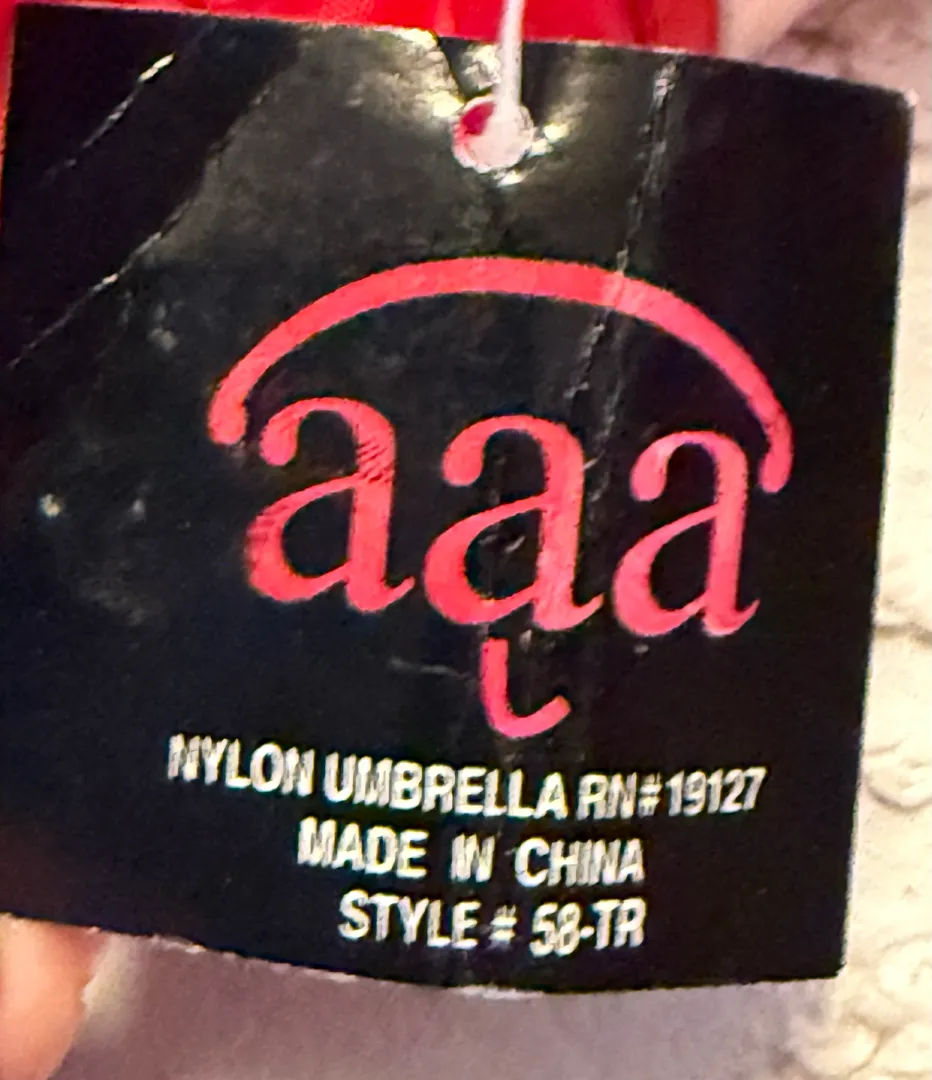 aaa
NYLON UMBRELLA RN#19127
MADE IN CHINA
STYLE # 58-TR